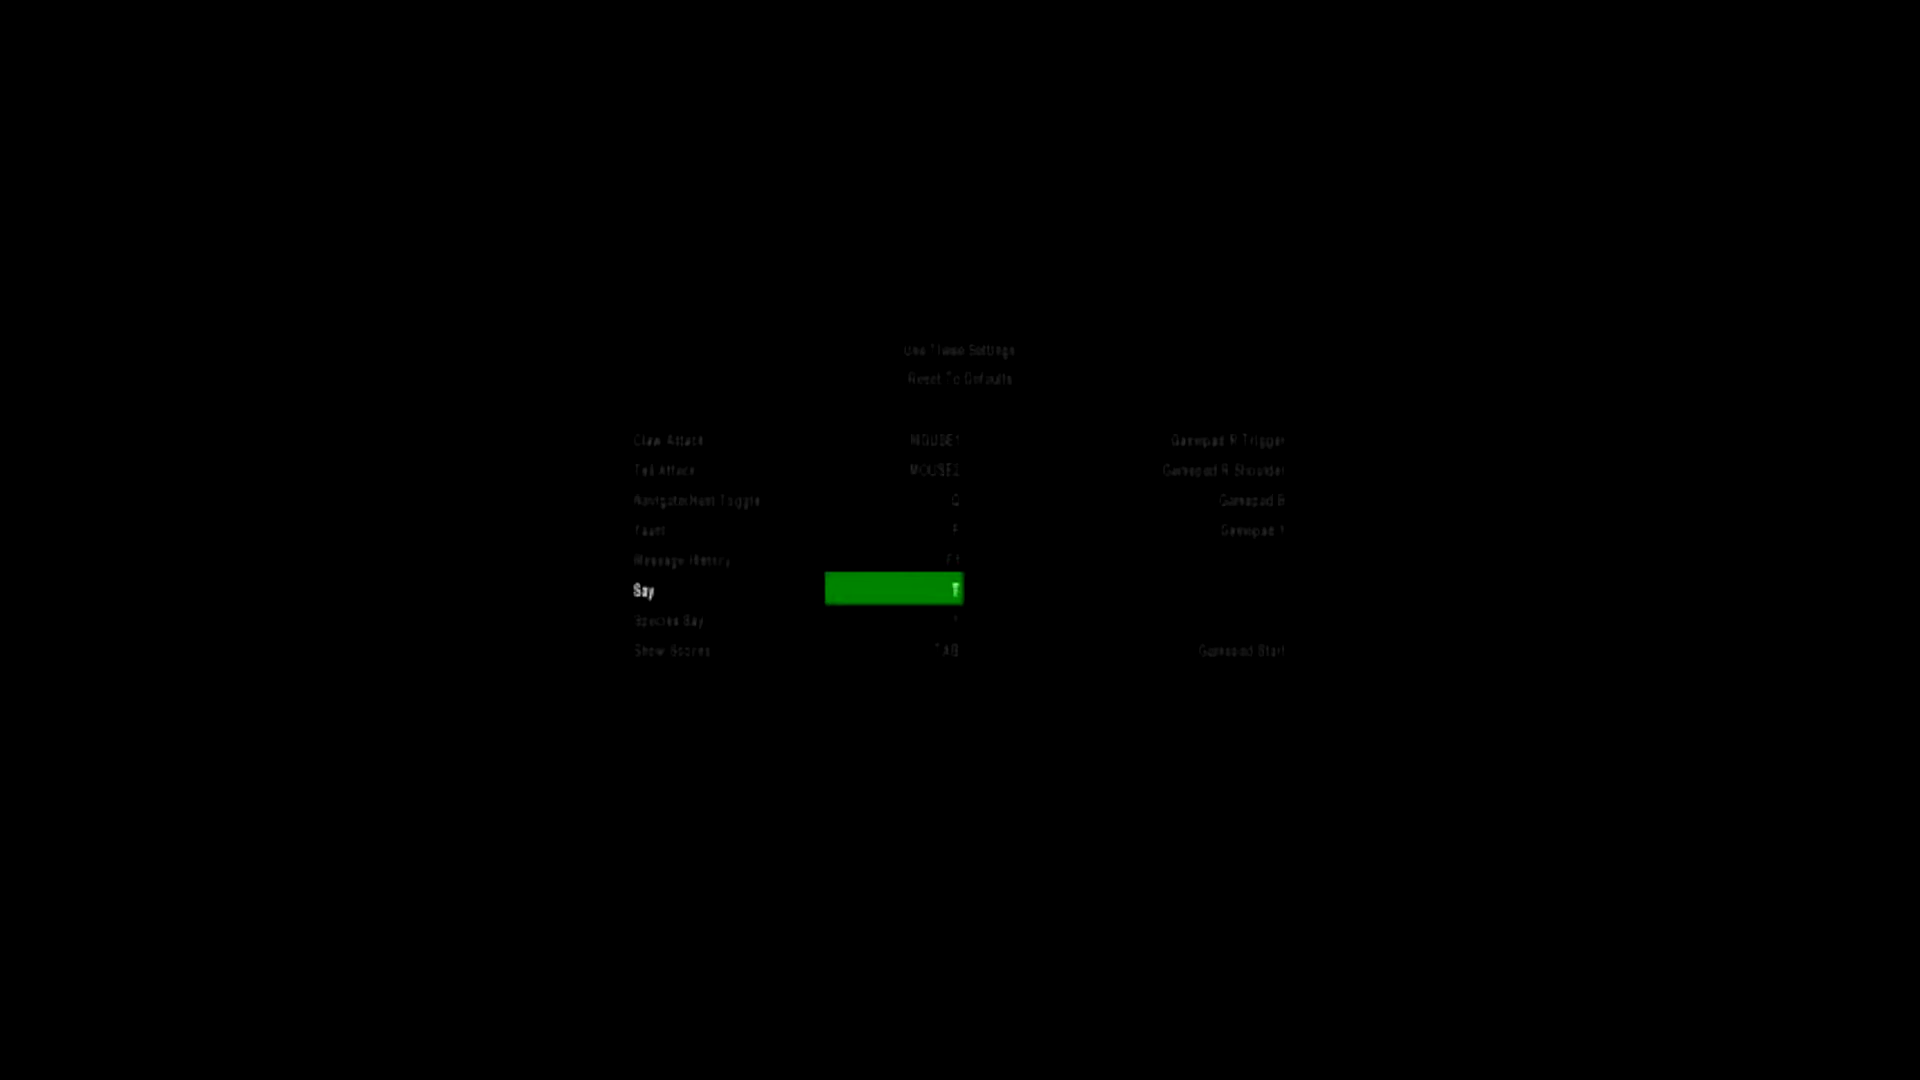 Use These Settings
Reset To Defaults
Claw Attack MOUSE1 Gamepad R Trigger
Tail Attack MOUSE2 Gamepad R Shoulder
Navigate/Hunt Toggle Q Gamepad B
Taunt F Gamepad Y
Message History
Say T
Species Say Y
Show Scores TAB Gamepad Start